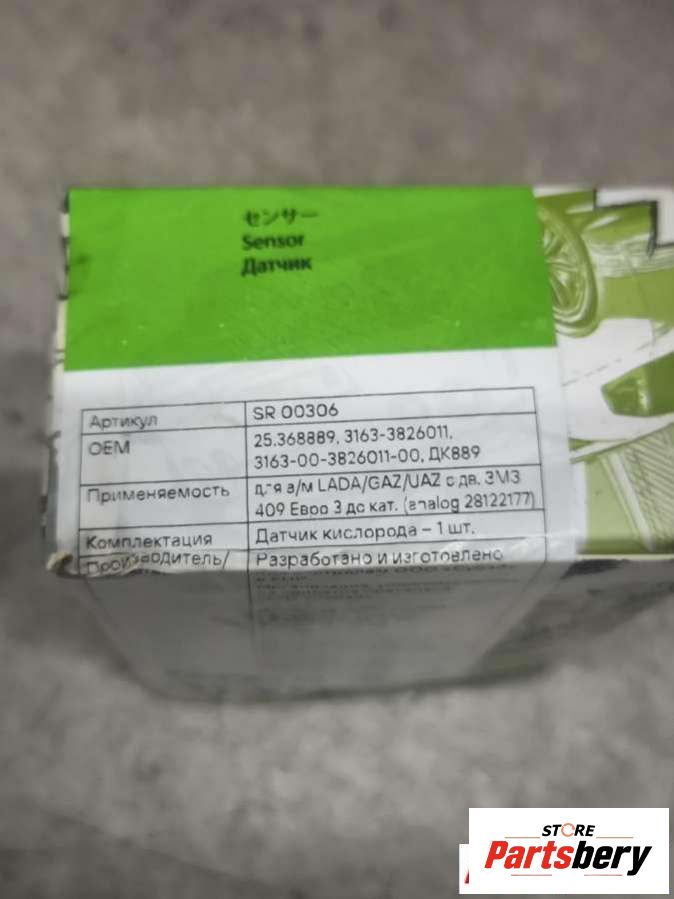 センサー
Sensor
Датчик
Артикул
SR 00306
OEM
25.368889, 3163-3826011,
3163-00-3826011-00, ДК889
Применяемость
для а/м LADA/GAZ/UAZ с дв. ЗМЗ
409 Евро 3 до кат. (analog 28122177)
Комплектация
Датчик кислорода – 1 шт.
Производитель/
Разработано и изготовлено
STORE
Partsbery